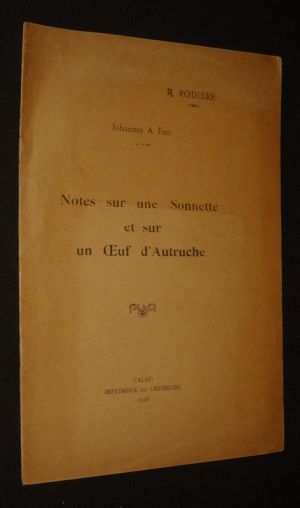 R RODIÈRE.
Johannes A Fine
Notes sur une Sonnette
et sur
un Œuf d'Autruche
CALAIS
IMPRIMERIE DES ORPHELINS